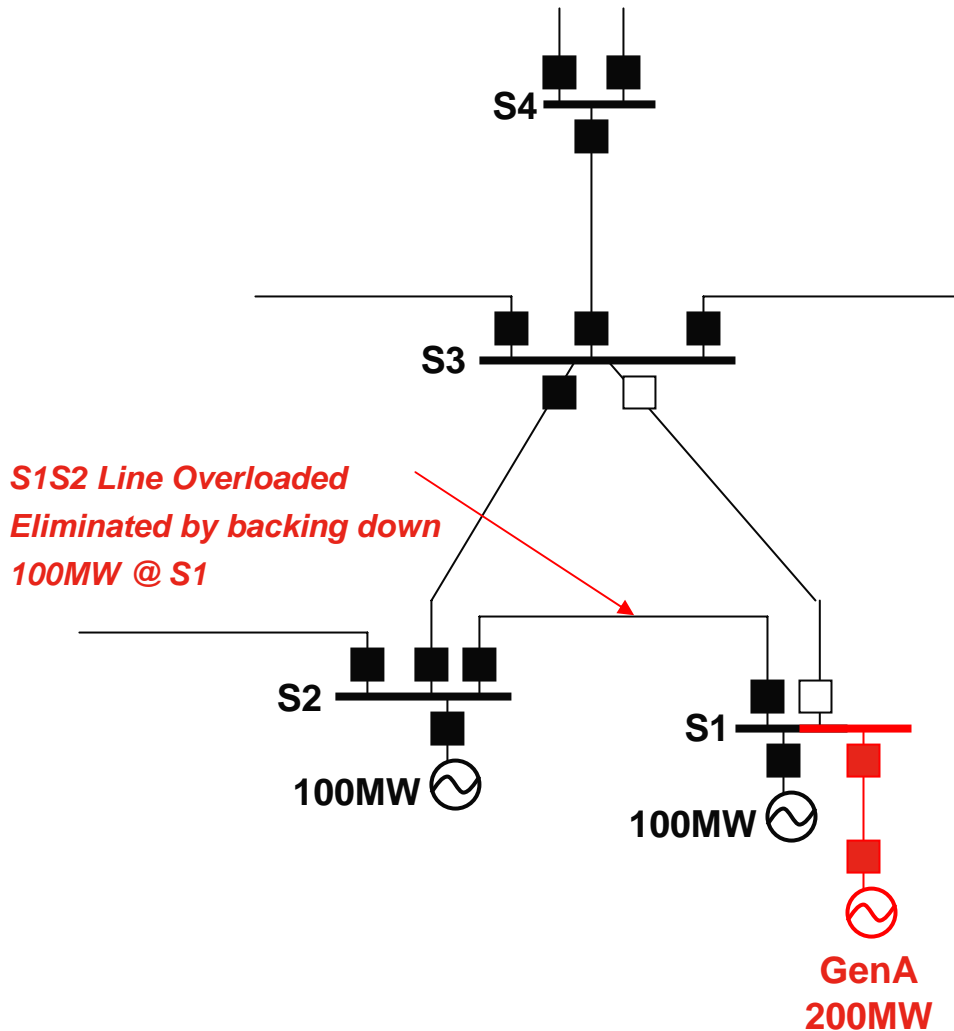 S4
S3
S1S2 Line Overloaded
Eliminated by backing down
100MW @ S1
S2
S1
100MW
100MW
GenA
200MW